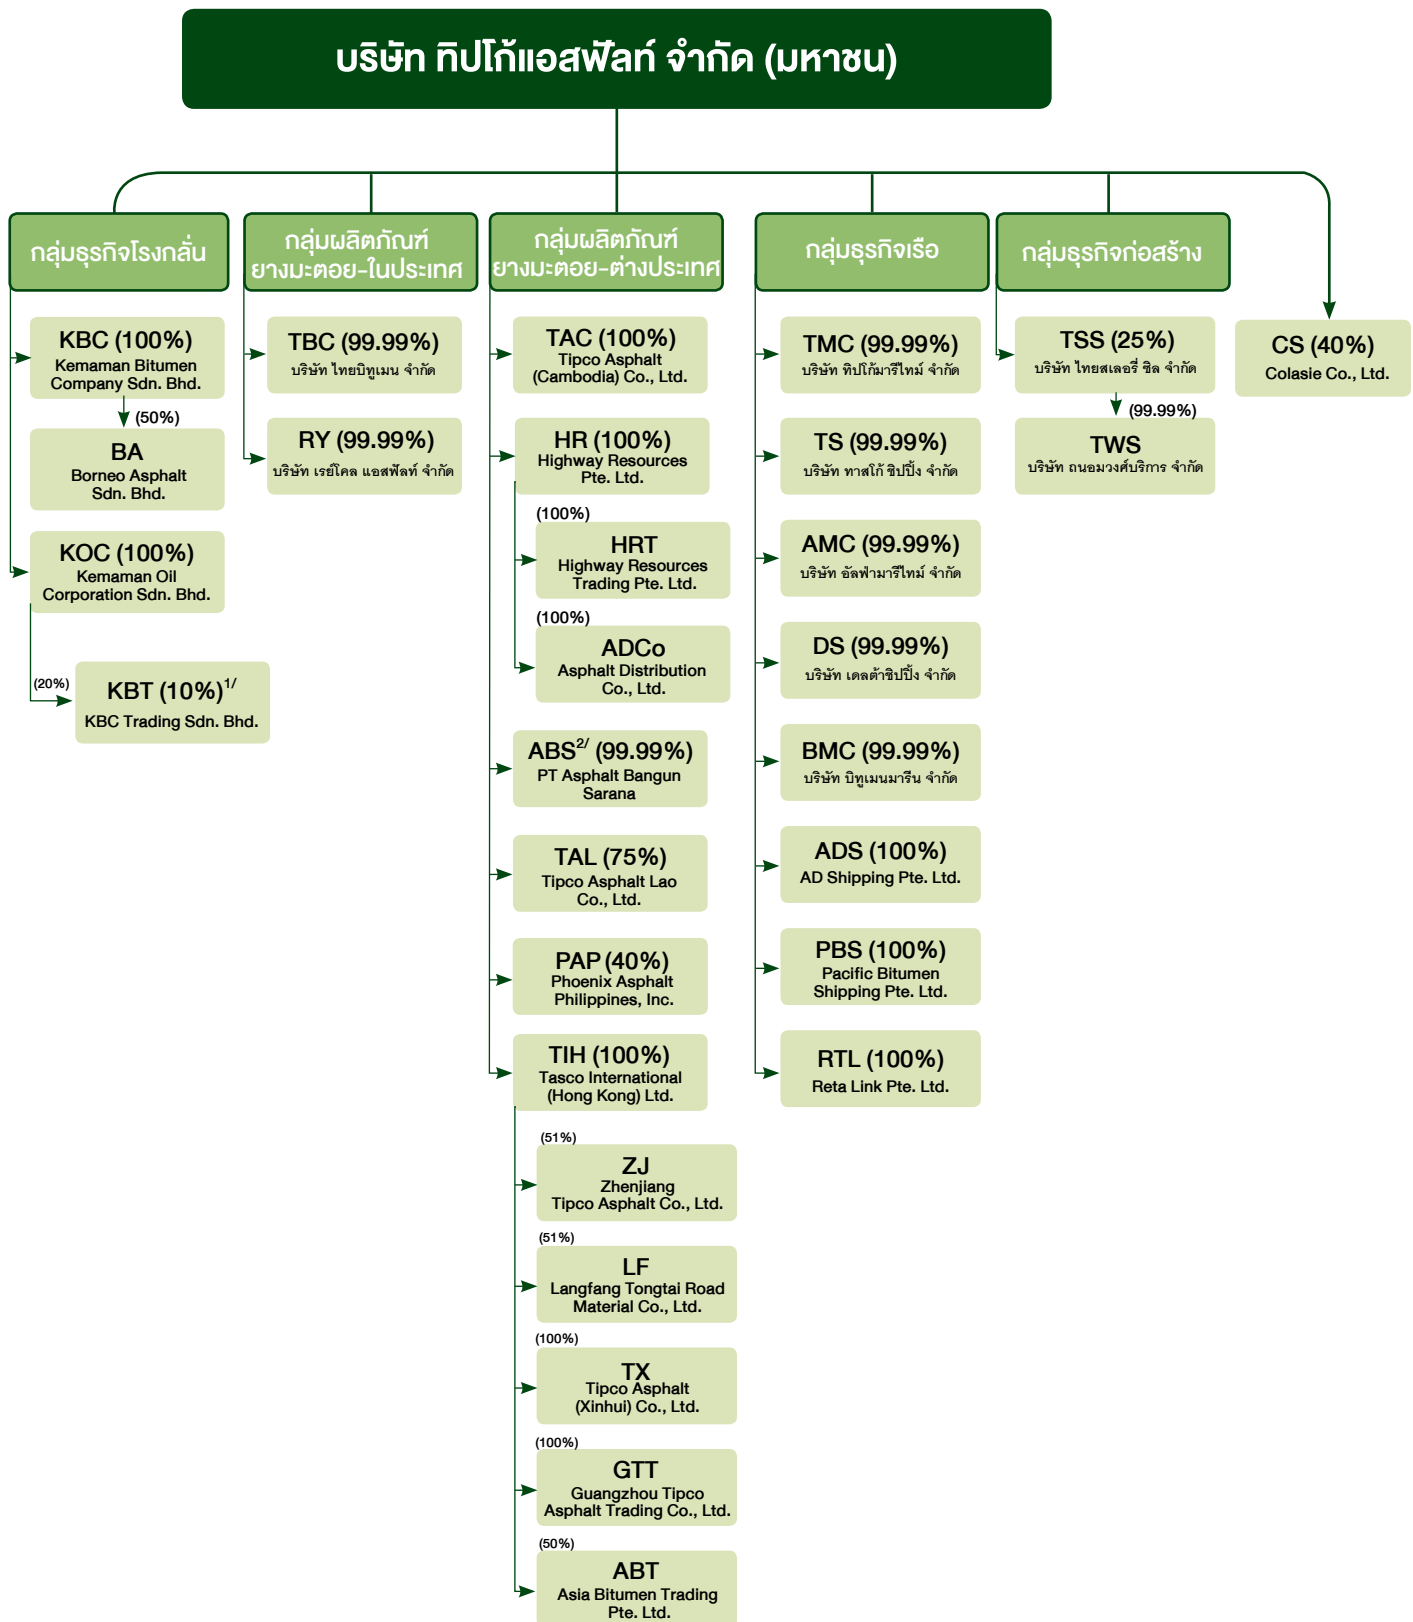 บริษัท ทิปโก้แอสฟัลท์ จำกัด (มหาชน)
กลุ่มธุรกิจโรงกลั่น
KBC (100%)
Kemaman Bitumen
Company Sdn. Bhd.
(50%)
BA
Borneo Asphalt
Sdn. Bhd.
KOC (100%)
Kemaman Oil
Corporation Sdn. Bhd.
(20%)
KBT (10%)1/
KBC Trading Sdn. Bhd.
กลุ่มผลิตภัณฑ์
ยางมะตอย-ในประเทศ
TBC (99.99%)
บริษัท ไทยบิทูเมน จำกัด
RY (99.99%)
บริษัท เรย์โคล แอสฟัลท์ จำกัด
กลุ่มผลิตภัณฑ์
ยางมะตอย-ต่างประเทศ
TAC (100%)
Tipco Asphalt
(Cambodia) Co., Ltd.
HR (100%)
Highway Resources
Pte. Ltd.
(100%)
HRT
Highway Resources
Trading Pte. Ltd.
(100%)
ADCo
Asphalt Distribution
Co., Ltd.
ABS2/ (99.99%)
PT Asphalt Bangun
Sarana
TAL (75%)
Tipco Asphalt Lao
Co., Ltd.
PAP (40%)
Phoenix Asphalt
Philippines, Inc.
TIH (100%)
Tasco International
(Hong Kong) Ltd.
(51%)
ZJ
Zhenjiang
Tipco Asphalt Co., Ltd.
(51%)
LF
Langfang Tongtai Road
Material Co., Ltd.
(100%)
TX
Tipco Asphalt
(Xinhui) Co., Ltd.
(100%)
GTT
Guangzhou Tipco
Asphalt Trading Co., Ltd.
(50%)
ABT
Asia Bitumen Trading
Pte. Ltd.
กลุ่มธุรกิจเรือ
TMC (99.99%)
บริษัท ทิปโก้มารีไทม์ จำกัด
TS (99.99%)
บริษัท ทาสโก้ ชิปปิ้ง จำกัด
AMC (99.99%)
บริษัท อัลฟ่ามารีไทม์ จำกัด
DS (99.99%)
บริษัท เดลต้าชิปปิ้ง จำกัด
BMC (99.99%)
บริษัท บิทูเมนมารีน จำกัด
ADS (100%)
AD Shipping Pte. Ltd.
PBS (100%)
Pacific Bitumen
Shipping Pte. Ltd.
RTL (100%)
Reta Link Pte. Ltd.
กลุ่มธุรกิจก่อสร้าง
TSS (25%)
บริษัท ไทยสเลอรี่ ซีล จำกัด
(99.99%)
TWS
บริษัท ถนอมวงศ์บริการ จำกัด
CS (40%)
Colasie Co., Ltd.